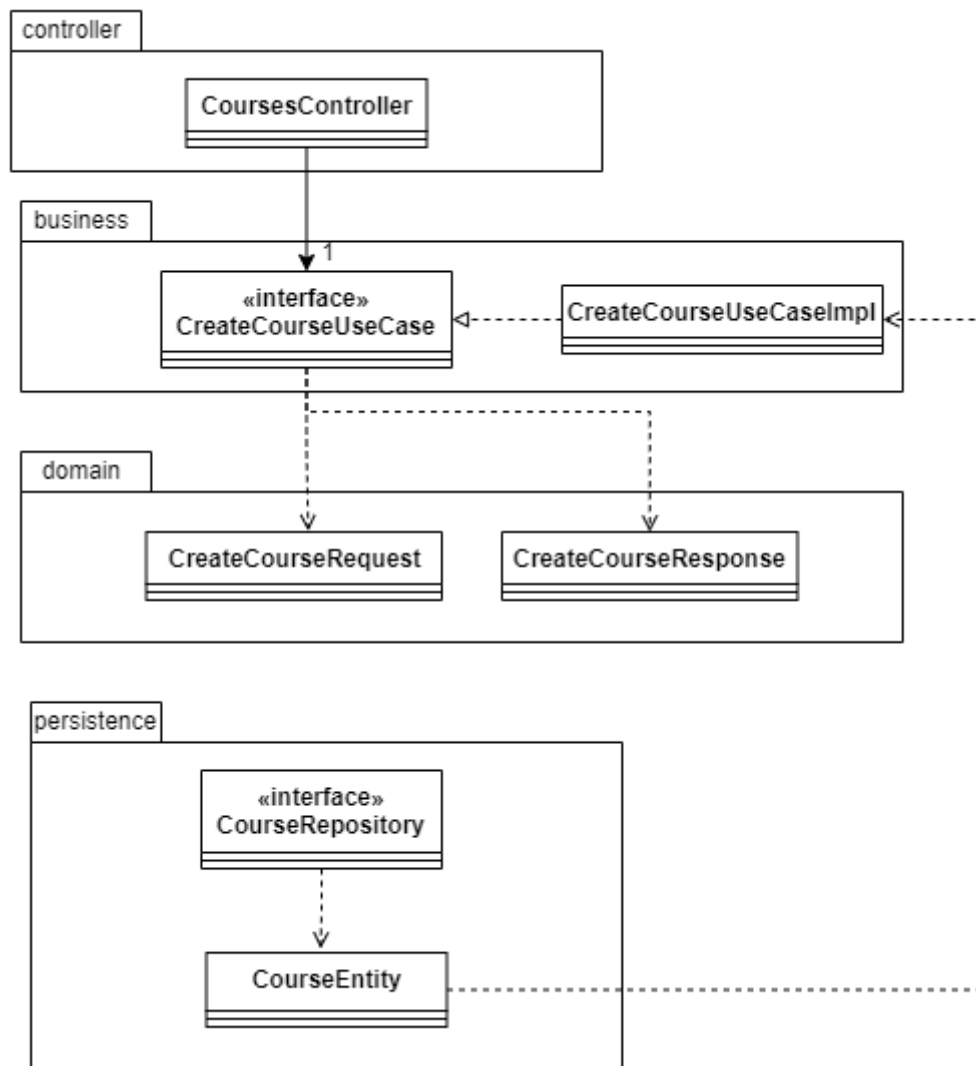 controller
CoursesController
business
1
«interface»
CreateCourseUseCase
CreateCourseUseCaseImpl
domain
CreateCourseRequest
CreateCourseResponse
persistence
«interface»
CourseRepository
CourseEntity